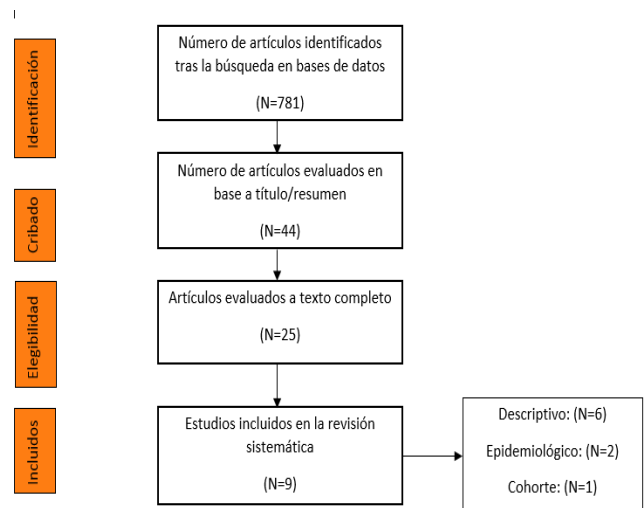 Identificación
Número de artículos identificados
tras la búsqueda en bases de datos
(N=781)
Cribado
Número de artículos evaluados en
base a título/resumen
(N=44)
Elegibilidad
Artículos evaluados a texto completo
(N=25)
Incluidos
Estudios incluidos en la revisión
sistemática
(N=9)
Descriptivo: (N=6)
Epidemiológico: (N=2)
Cohorte: (N=1)